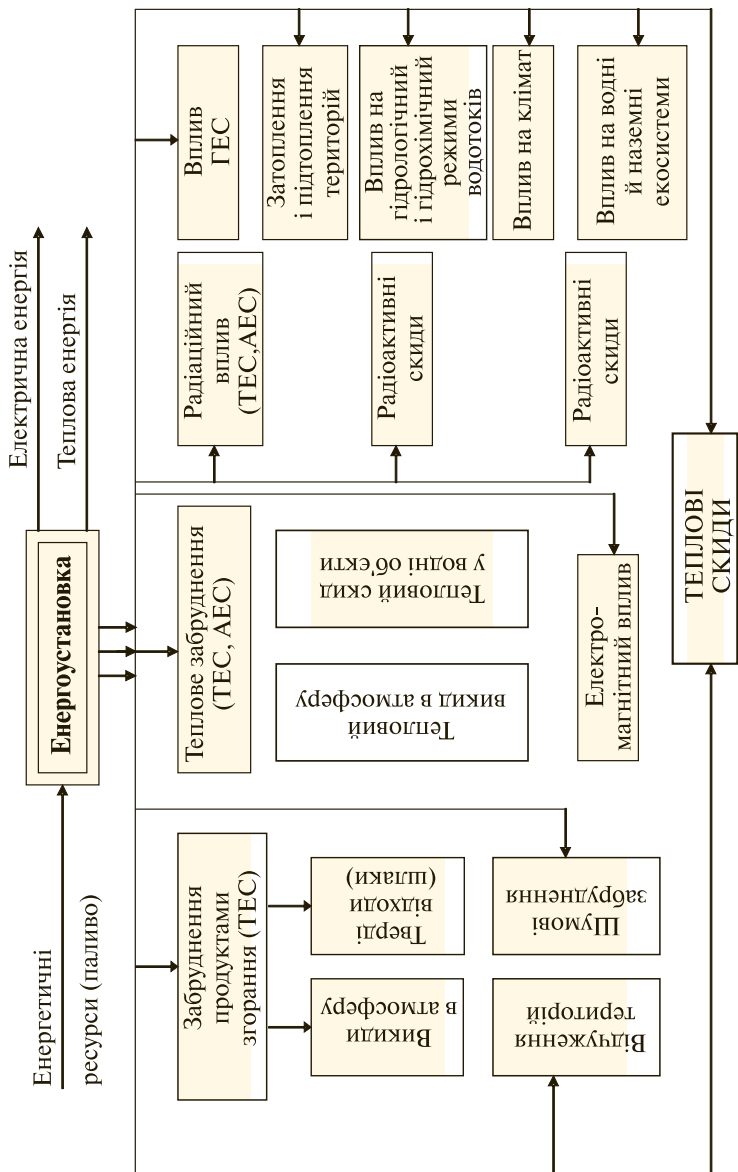 Енергетичні
ресурси (паливо)
Енергоустановка
Електрична енергія
Теплова енергія
Забруднення
продуктами
згорання (ТЕС)
Викиди
в атмосферу
Тверді
відходи
(шлаки)
Відчуження
територій
Шумові
забруднення
Теплове забруднення
(ТЕС, АЕС)
Тепловий
викид в атмосферу
Тепловий скид
у водні об'єкти
Електро-
магнітний вплив
Радіаційний
вплив
(ТЕС,АЕС)
Радіоактивні
скиди
Радіоактивні
скиди
Вплив
ГЕС
Затоплення
і підтоплення
територій
Вплив на
гідрологічний
і гідрохімічний
режими
водотоків
Вплив на клімат
Вплив на водні
й наземні
екосистеми
ТЕПЛОВІ
СКИДИ